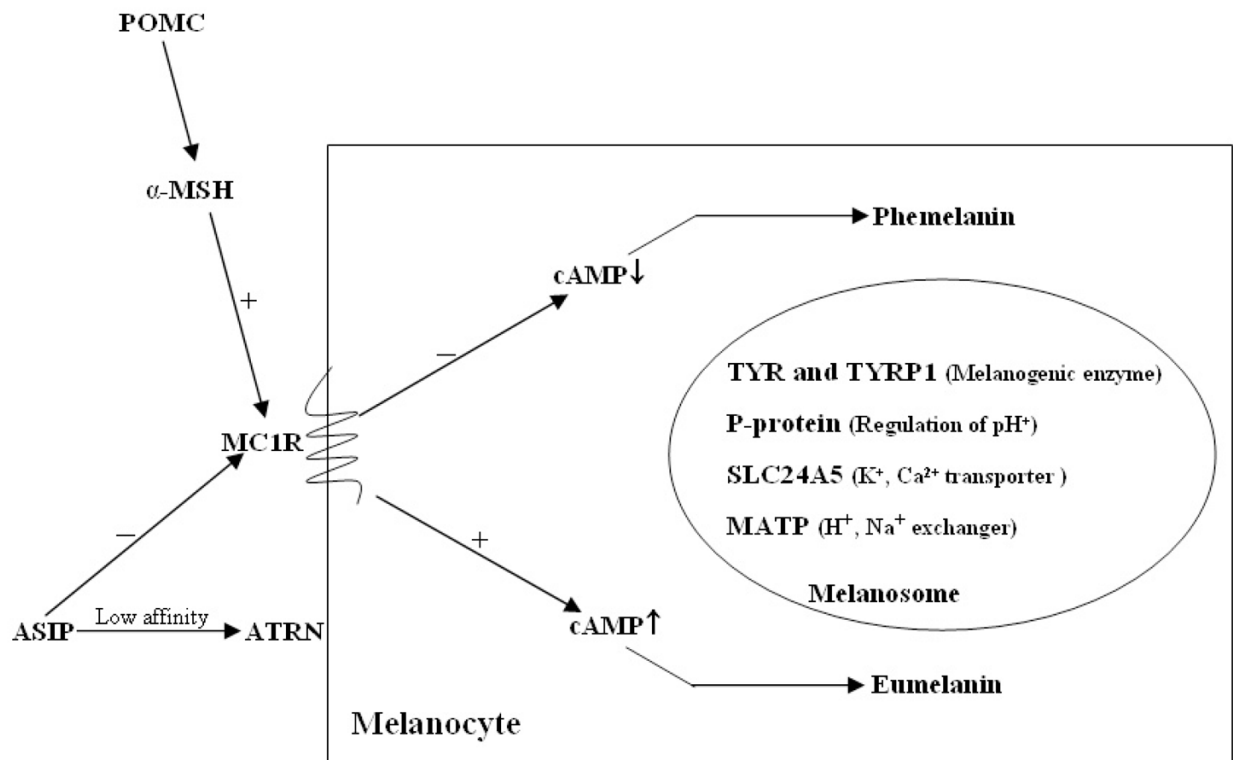 POMC
α-MSH
Phemelanin
cAMP↓
+
−
TYR and TYRP1 (Melanogenic enzyme)
P-protein (Regulation of pH⁺)
MC1R
SLC24A5 (K⁺, Ca²⁺ transporter )
MATP (H⁺, Na⁺ exchanger)
−
+
Melanosome
Low affinity
ASIP
ATRN
cAMP↑
Eumelanin
Melanocyte